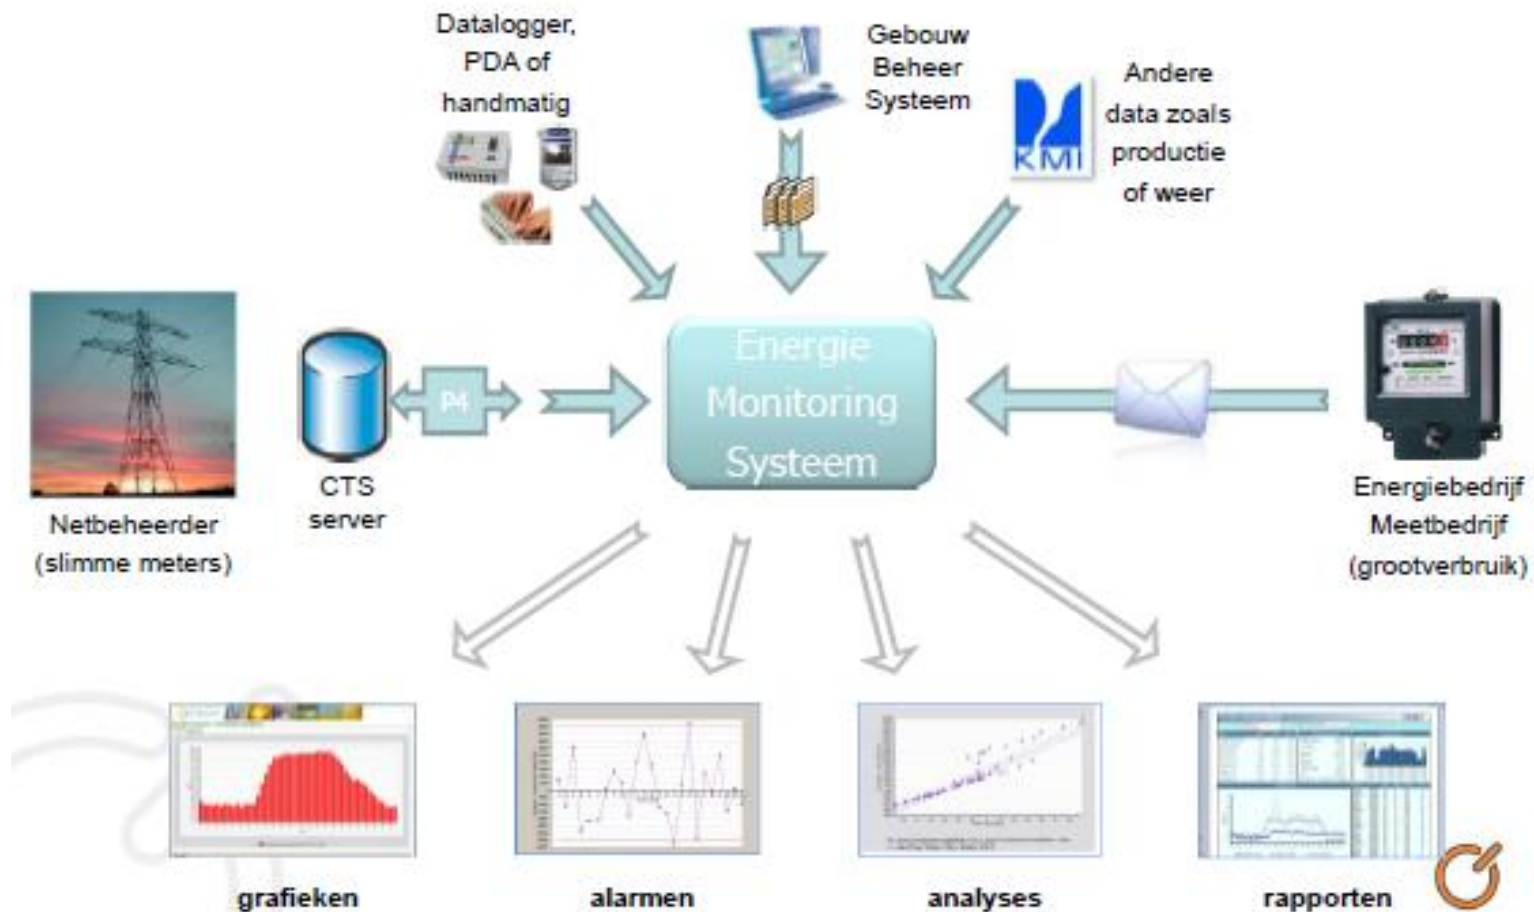 Datalogger,
PDA of
handmatig
Gebouw
Beheer
Systeem
KMI
Andere
data zoals
productie
of weer
Netbeheerder
(slimme meters)
CTS
server
P4
Energie
Monitoring
Systeem
Energiebedrijf
Meetbedrijf
(grootverbruik)
grafieken
alarmen
analyses
rapporten